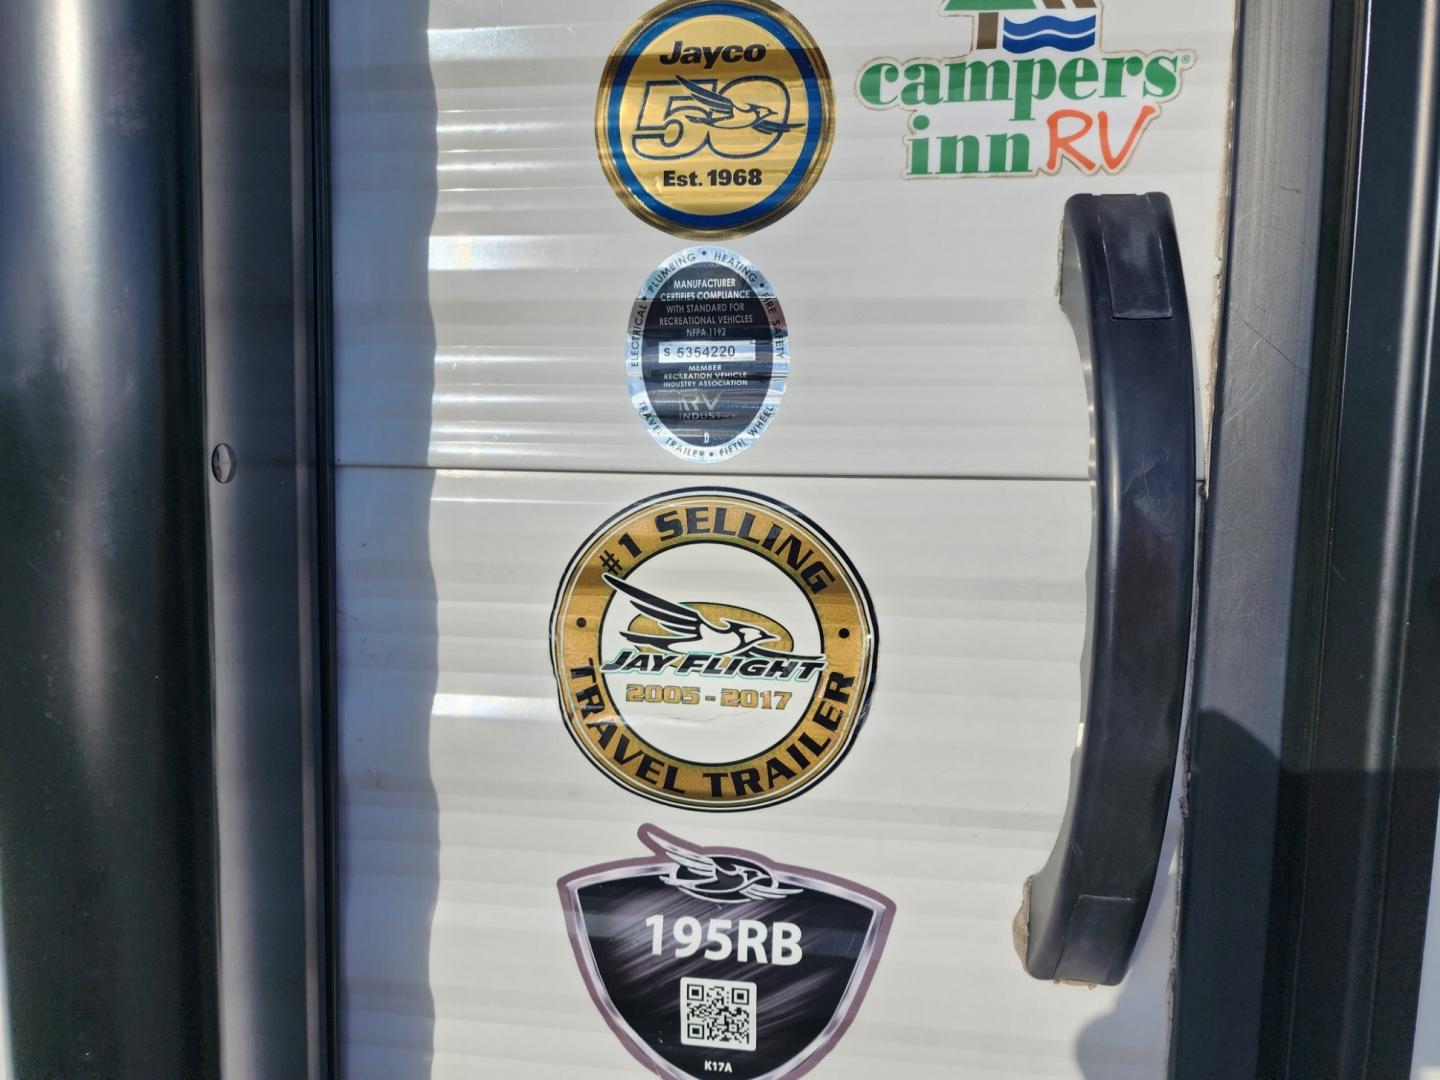 Jayco
50
Est. 1968
campers®
inn RV
ELECTRICAL • PLUMBING • HEATING • FIRE SAFETY
MANUFACTURER
CERTIFIES COMPLIANCE
WITH STANDARD FOR
RECREATIONAL VEHICLES
NFPA 1192
S 5354220
MEMBER
RECREATION VEHICLE
INDUSTRY ASSOCIATION
RV
INDUSTRY
D
TRAVEL TRAILER • FIFTH WHEEL
#1 SELLING
JAY FLIGHT
2005 - 2017
TRAVEL TRAILER
195RB
K17A